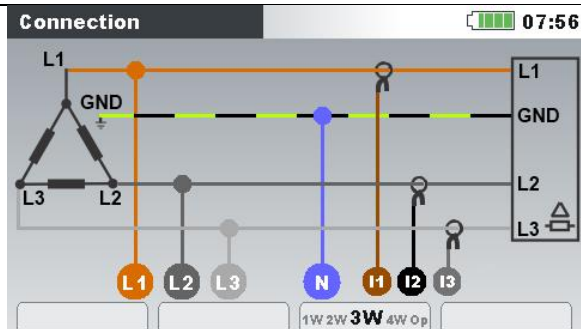 Connection 07:56
L1 L1
GND GND
L3 L2 L2
L3
L1 L2 L3 N I1 I2 I3
1W 2W 3W 4W Op